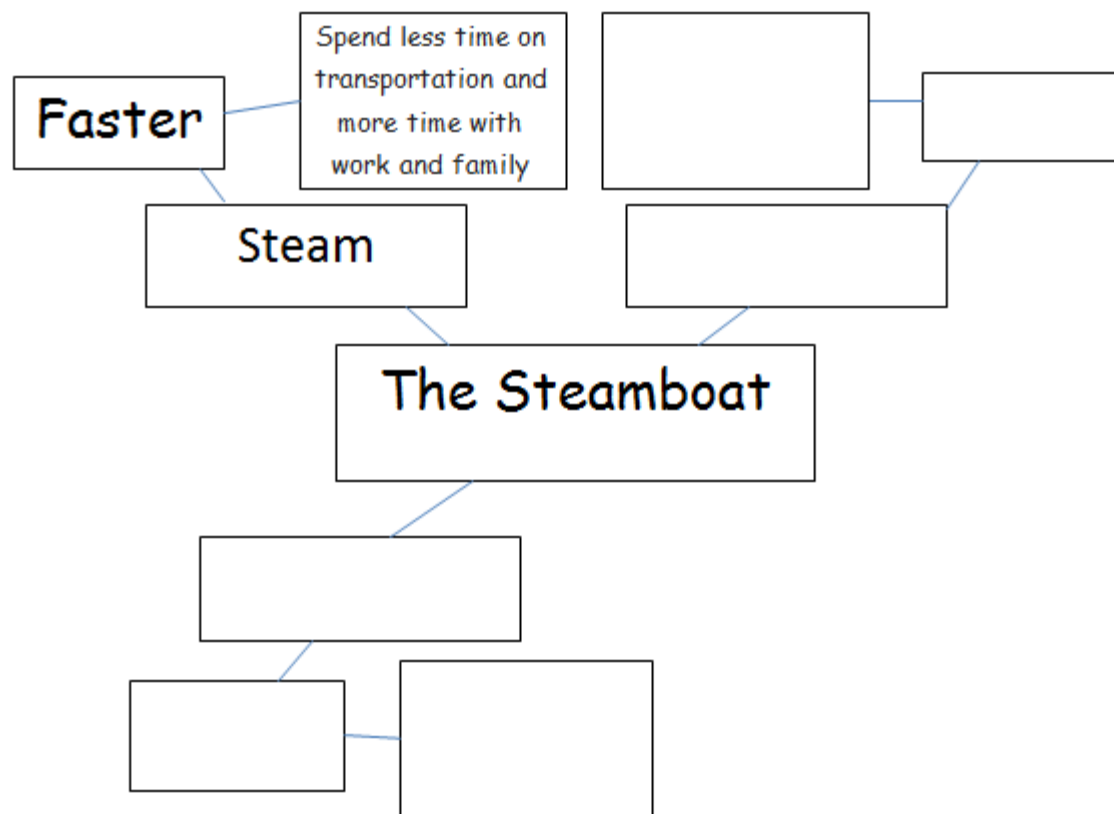 Faster
Spend less time on
transportation and
more time with
work and family
Steam
The Steamboat